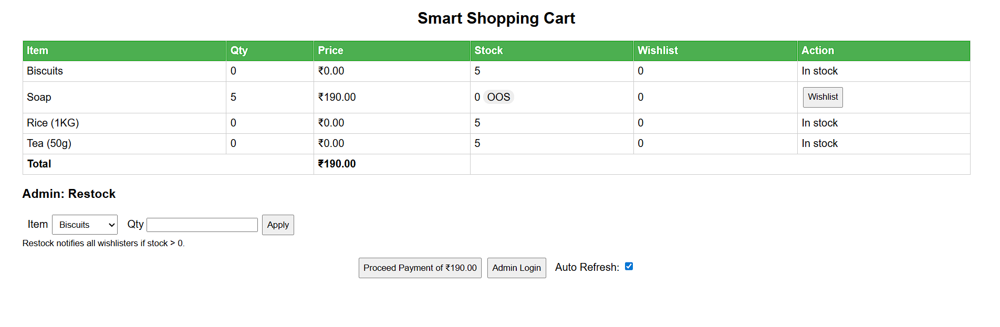 Smart Shopping Cart
Item Qty Price Stock Wishlist Action
Biscuits 0 ₹0.00 5 0 In stock
Soap 5 ₹190.00 0 OOS 0 Wishlist
Rice (1KG) 0 ₹0.00 5 0 In stock
Tea (50g) 0 ₹0.00 5 0 In stock
Total ₹190.00
Admin: Restock
Item Biscuits Qty Apply
Restock notifies all wishlisters if stock > 0.
Proceed Payment of ₹190.00 Admin Login Auto Refresh: